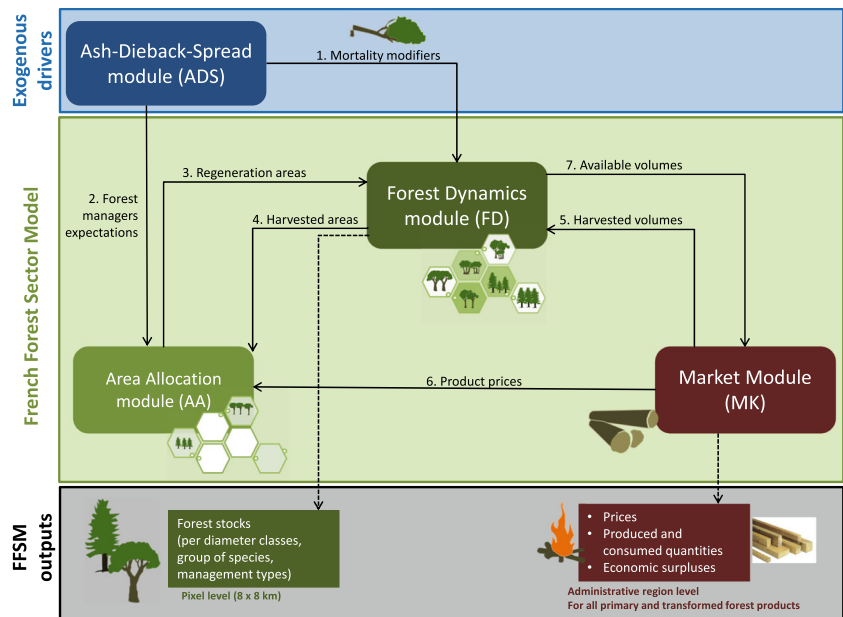 Exogenous
drivers
Ash-Dieback-Spread
module (ADS)
1. Mortality modifiers
French Forest Sector Model
2. Forest
managers
expectations
3. Regeneration areas
4. Harvested areas
Forest Dynamics
module (FD)
7. Available volumes
5. Harvested volumes
Area Allocation
module (AA)
6. Product prices
Market Module
(MK)
FFSM
outputs
Forest stocks
(per diameter classes,
group of species,
management types)
Pixel level (8 x 8 km)
• Prices
• Produced and
consumed quantities
• Economic surpluses
Administrative region level
For all primary and transformed forest products